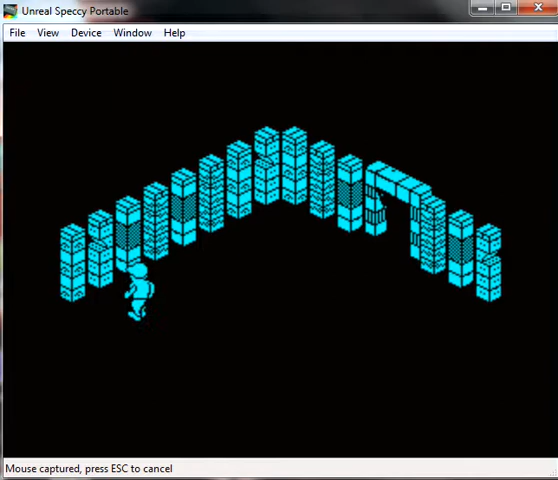 Unreal Speccy Portable
File View Device Window Help
Mouse captured, press ESC to cancel